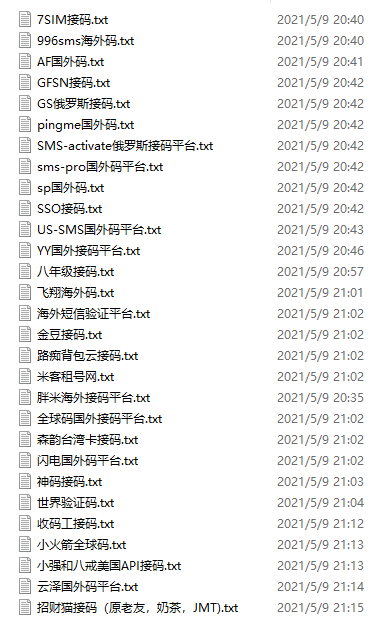 7SIM接码.txt 2021/5/9 20:40
996sms海外码.txt 2021/5/9 20:40
AF国外码.txt 2021/5/9 20:41
GFSN接码.txt 2021/5/9 20:42
GS俄罗斯接码.txt 2021/5/9 20:42
pingme国外码.txt 2021/5/9 20:42
SMS-activate俄罗斯接码平台.txt 2021/5/9 20:42
sms-pro国外码平台.txt 2021/5/9 20:42
sp国外码.txt 2021/5/9 20:42
SSO接码.txt 2021/5/9 20:42
US-SMS国外码平台.txt 2021/5/9 20:43
YY国外接码平台.txt 2021/5/9 20:46
八年级接码.txt 2021/5/9 20:57
飞翔海外码.txt 2021/5/9 21:01
海外短信验证平台.txt 2021/5/9 21:02
金豆接码.txt 2021/5/9 21:02
路痴背包云接码.txt 2021/5/9 21:02
米客租号网.txt 2021/5/9 21:02
胖米海外接码平台.txt 2021/5/9 20:35
全球码国外接码平台.txt 2021/5/9 21:02
森韵台湾卡接码.txt 2021/5/9 21:02
闪电国外码平台.txt 2021/5/9 21:02
神码接码.txt 2021/5/9 21:03
世界验证码.txt 2021/5/9 21:04
收码工接码.txt 2021/5/9 21:12
小火箭全球码.txt 2021/5/9 21:13
小强和八戒美国API接码.txt 2021/5/9 21:13
云泽国外码平台.txt 2021/5/9 21:14
招财猫接码（原老友，奶茶，JMT).txt 2021/5/9 21:15